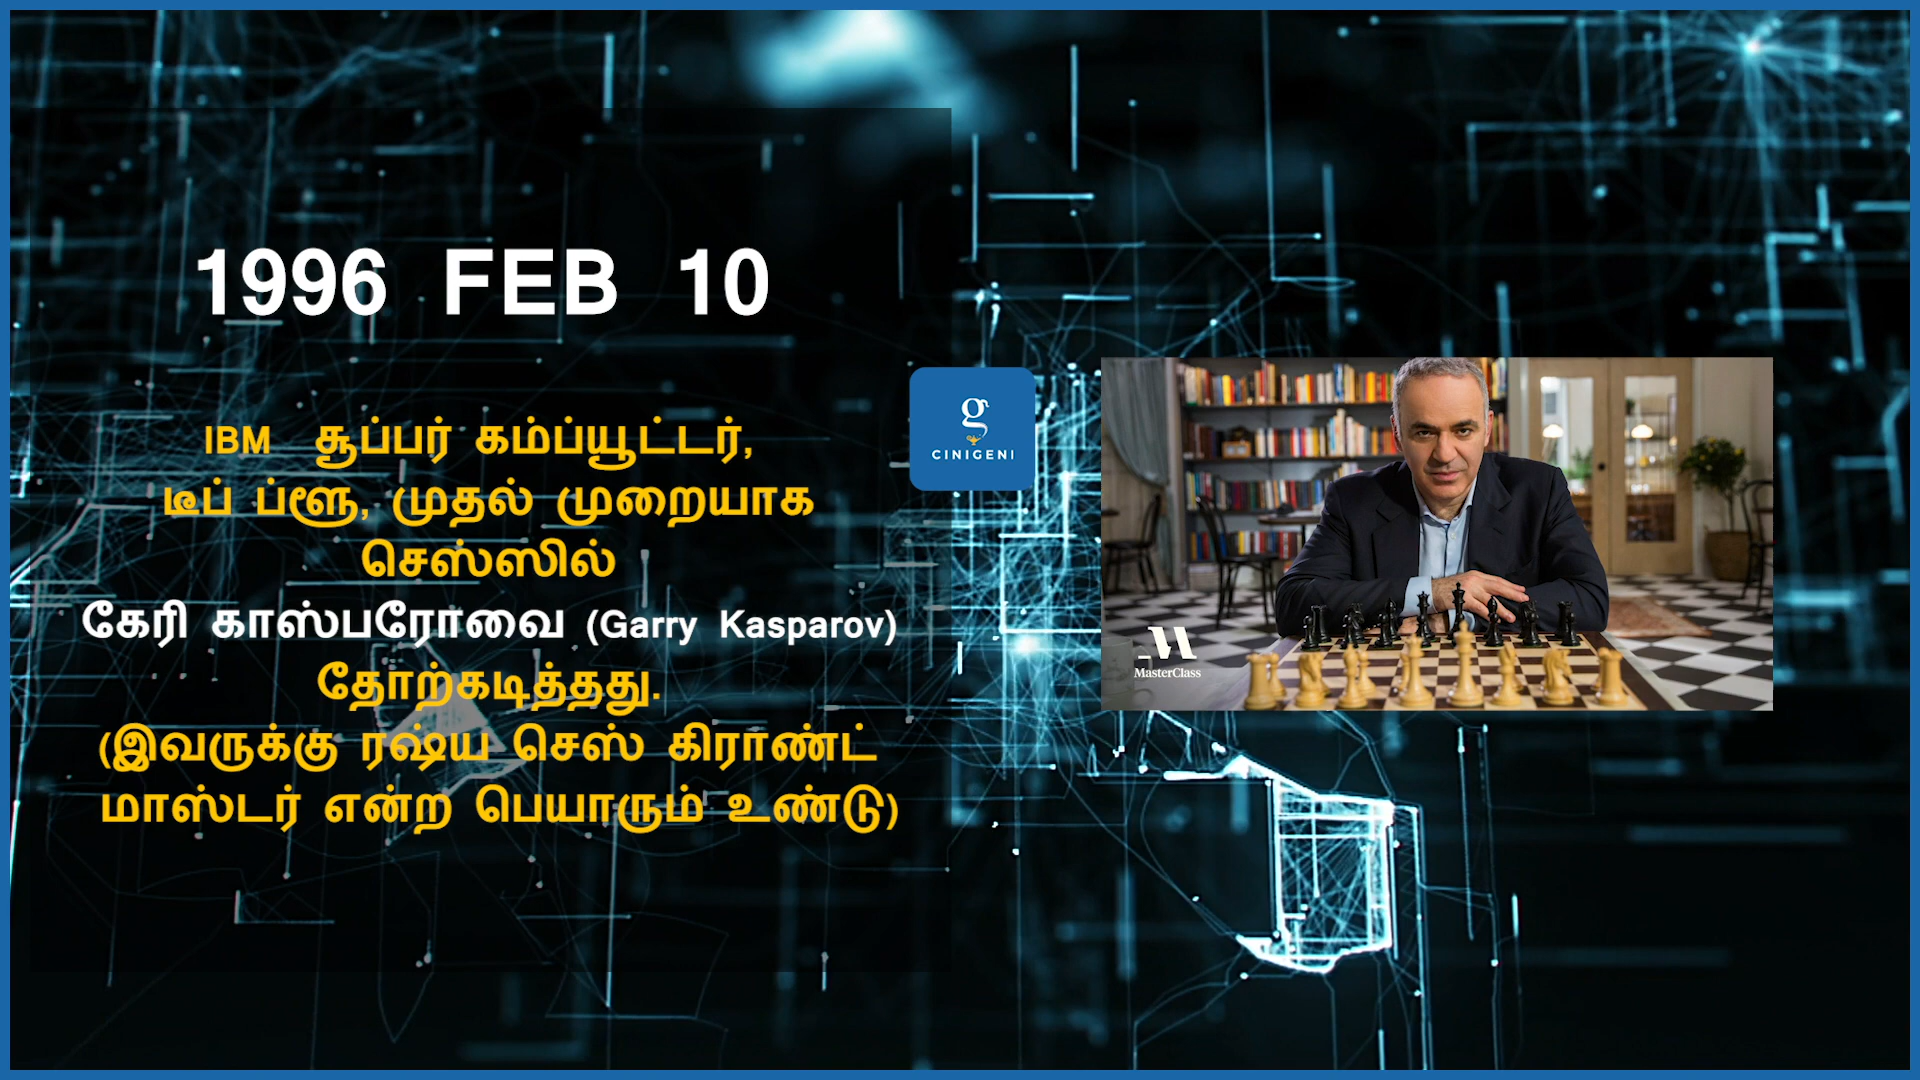 1996 FEB 10
IBM சூப்பர் கம்ப்யூட்டர்,
டீப் ப்ளூ, முதல் முறையாக
செஸ்ஸில்
கேரி காஸ்பரோவை (Garry Kasparov)
தோற்கடித்தது.
(இவருக்கு ரஷ்ய செஸ் கிராண்ட்
மாஸ்டர் என்ற பெயாரும் உண்டு)
g
CINIGENI
M
MasterClass